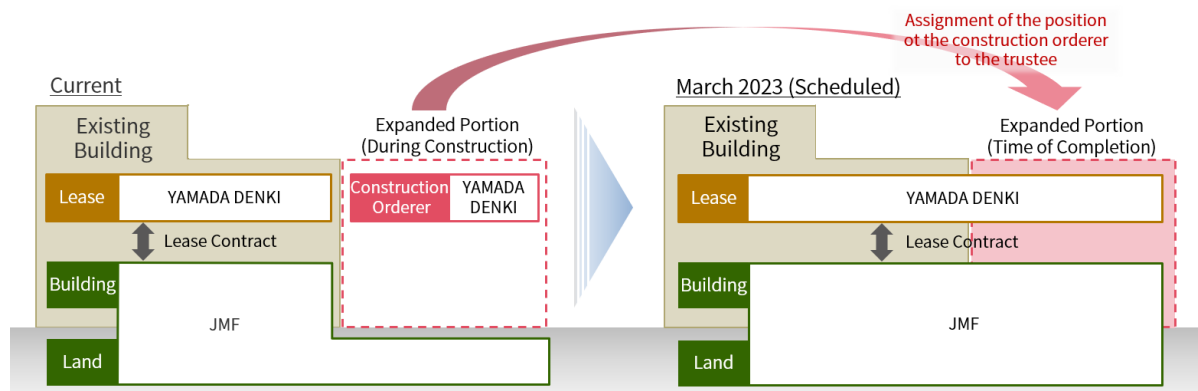 Assignment of the position
ot the construction orderer
to the trustee
Current
Existing
Building
Expanded Portion
(During Construction)
Lease
YAMADA DENKI
Construction
Orderer
YAMADA
DENKI
Lease Contract
Building
JMF
Land
March 2023 (Scheduled)
Existing
Building
Expanded Portion
(Time of Completion)
Lease
YAMADA DENKI
Lease Contract
Building
JMF
Land